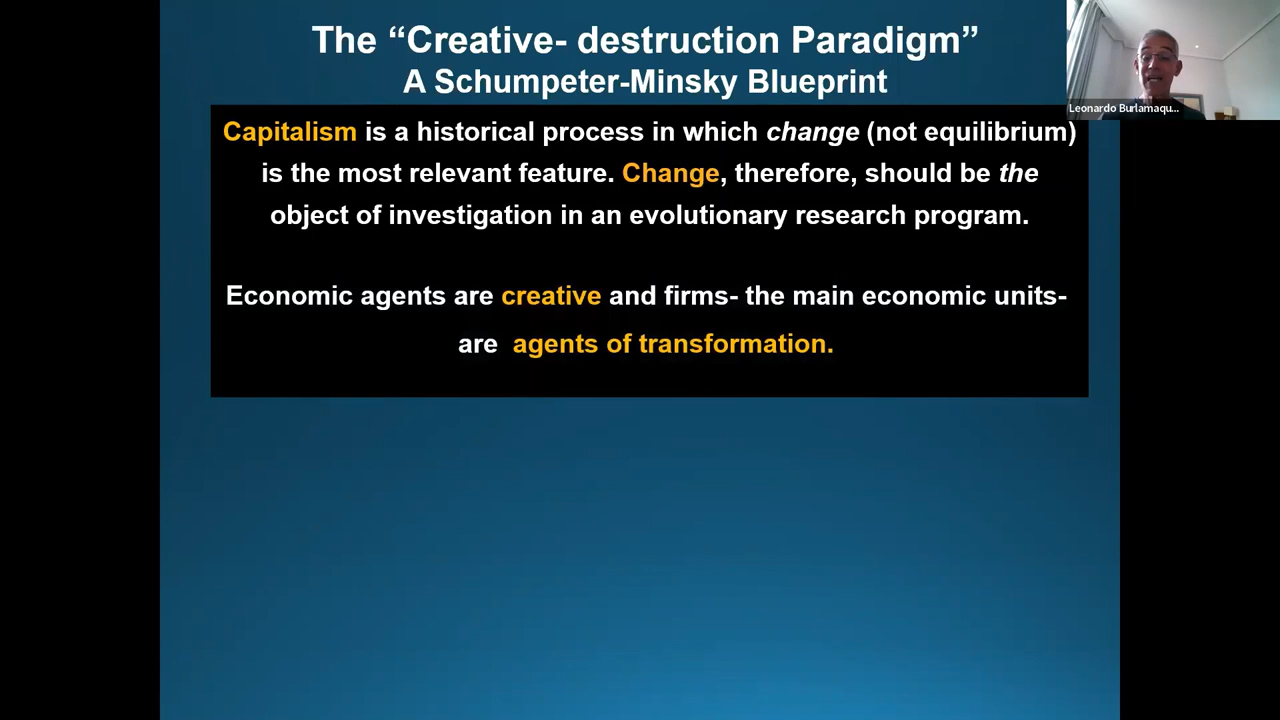 The “Creative- destruction Paradigm”
A Schumpeter-Minsky Blueprint
Capitalism is a historical process in which change (not equilibrium)
is the most relevant feature. Change, therefore, should be the
object of investigation in an evolutionary research program.
Economic agents are creative and firms- the main economic units-
are agents of transformation.
Leonardo Burlamaqu...